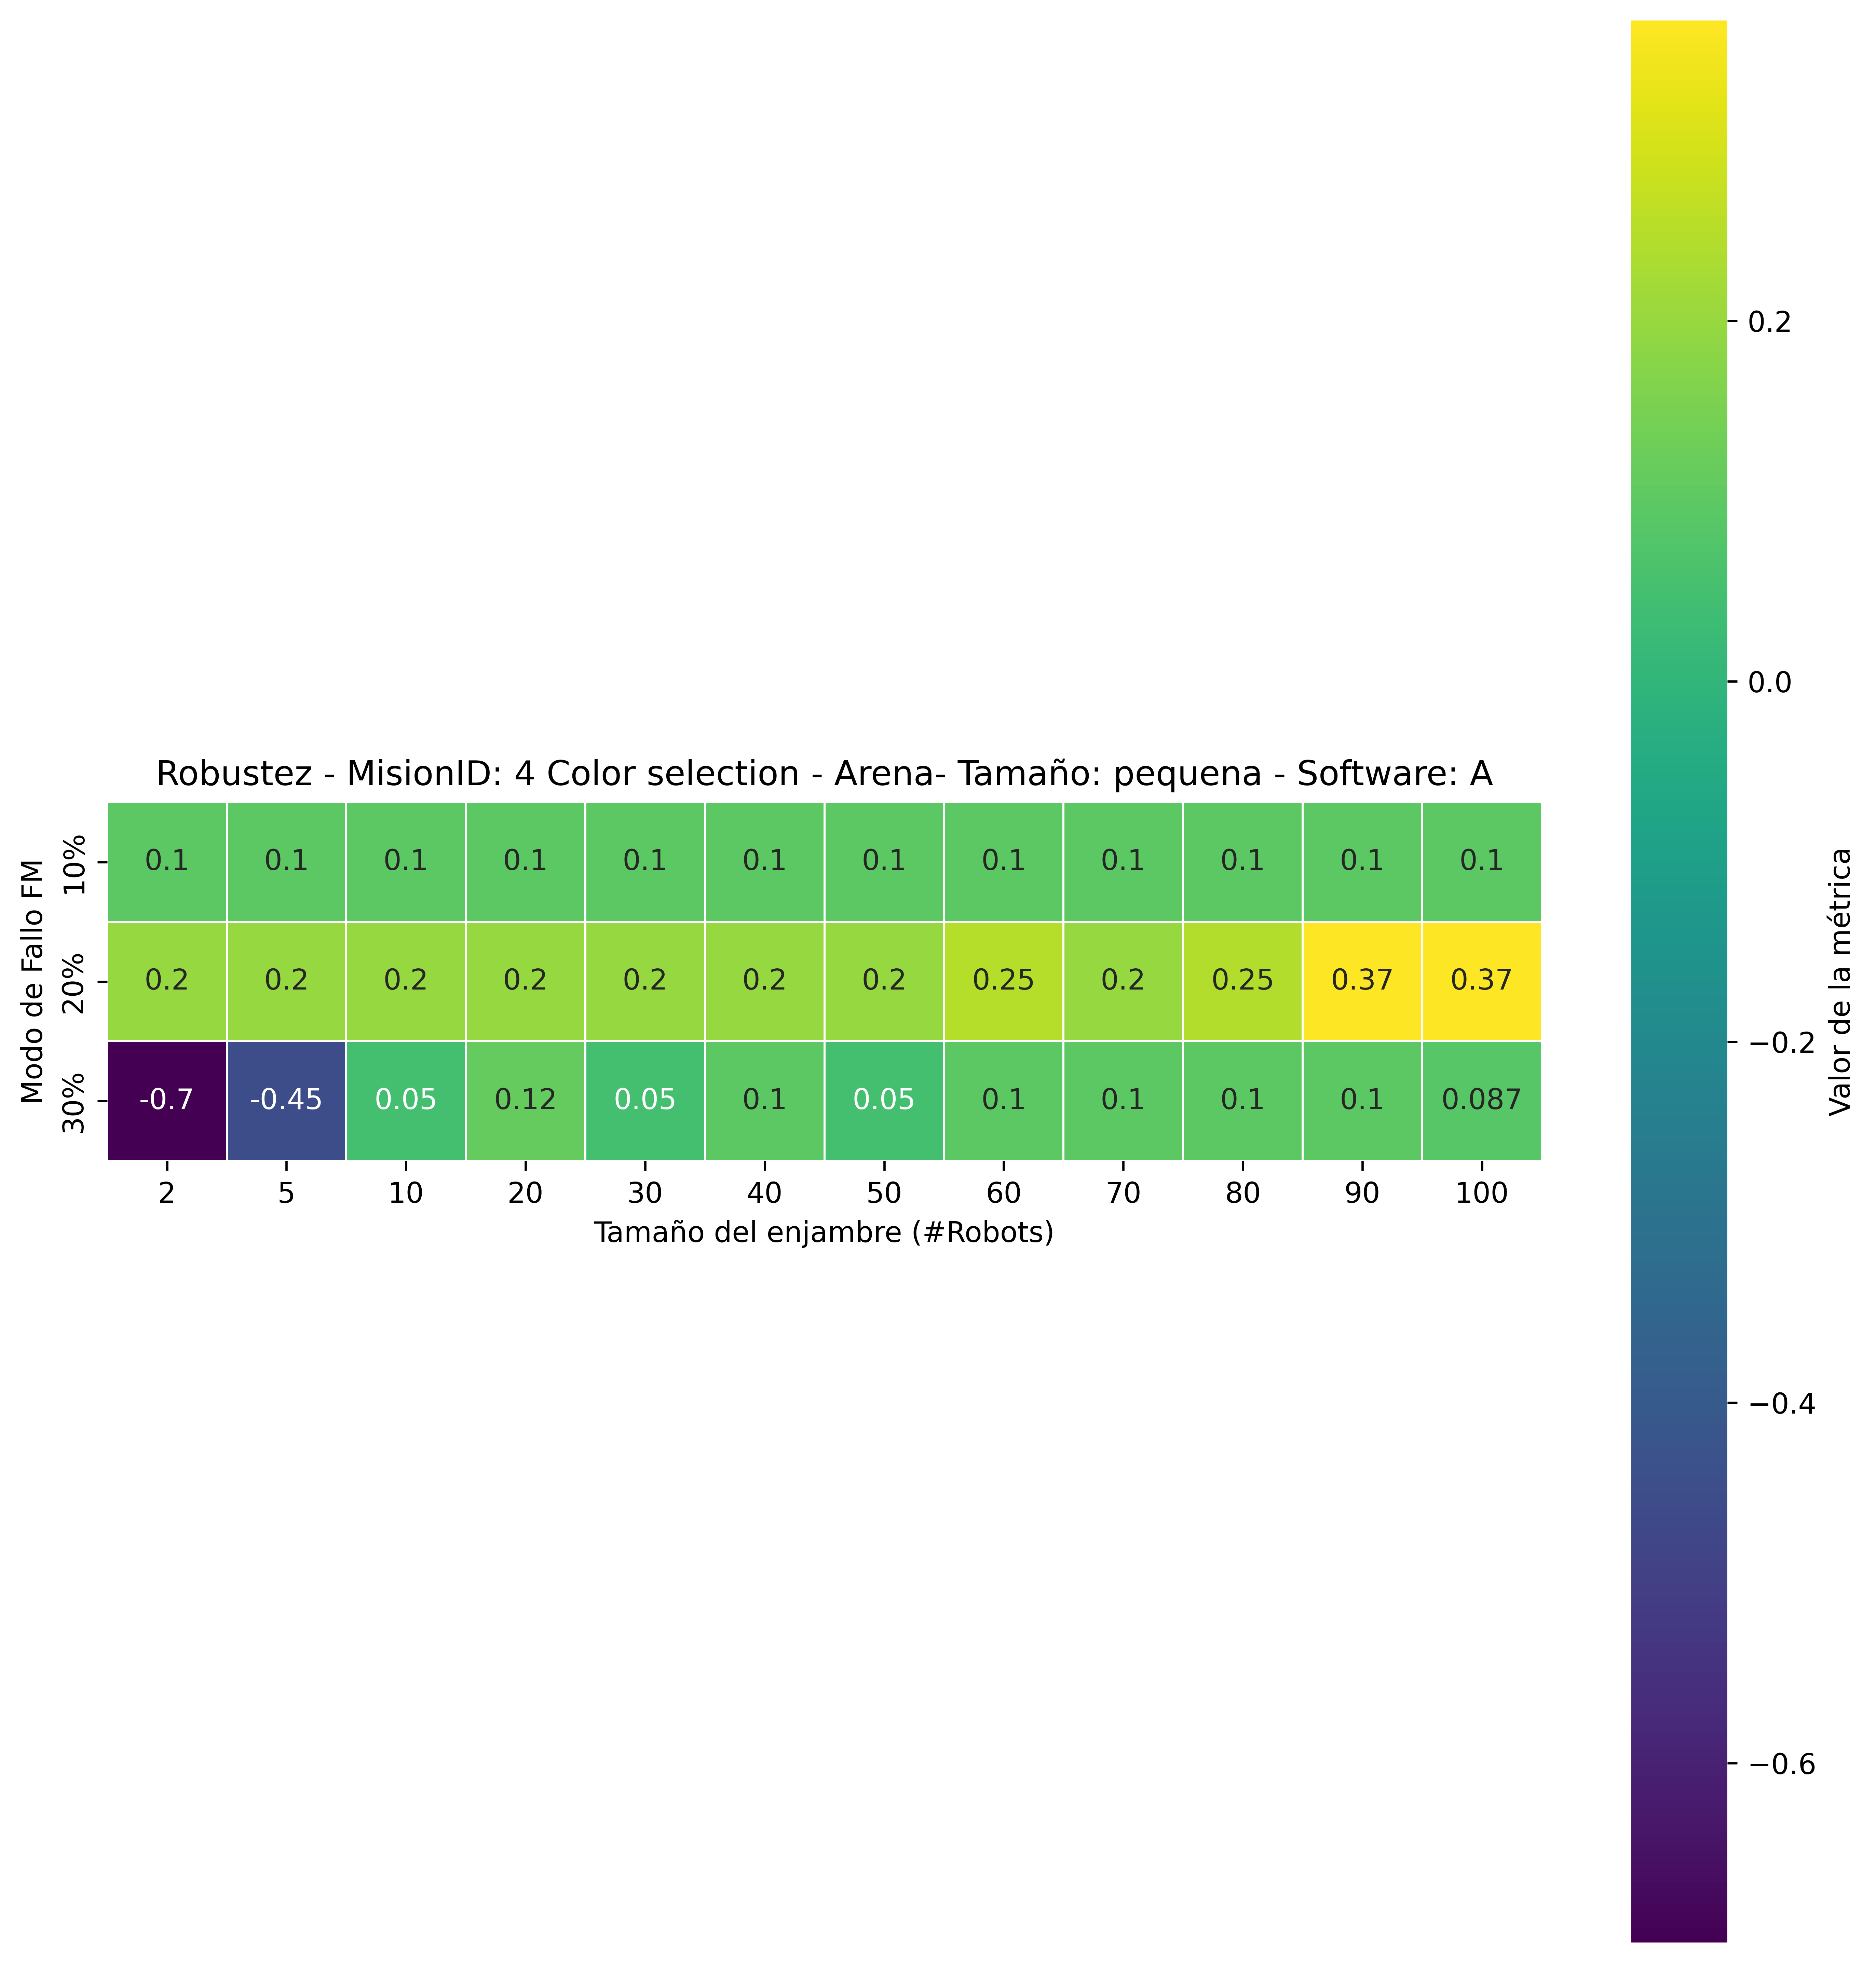 Robustez - MisionID: 4 Color selection - Arena- Tamaño: pequena - Software: A
Modo de Fallo FM
10%
0.1 0.1 0.1 0.1 0.1 0.1 0.1 0.1 0.1 0.1 0.1 0.1
20%
0.2 0.2 0.2 0.2 0.2 0.2 0.2 0.25 0.2 0.25 0.37 0.37
30%
-0.7 -0.45 0.05 0.12 0.05 0.1 0.05 0.1 0.1 0.1 0.1 0.087
2 5 10 20 30 40 50 60 70 80 90 100
Tamaño del enjambre (#Robots)
0.2
0.0
−0.2
−0.4
−0.6
Valor de la métrica